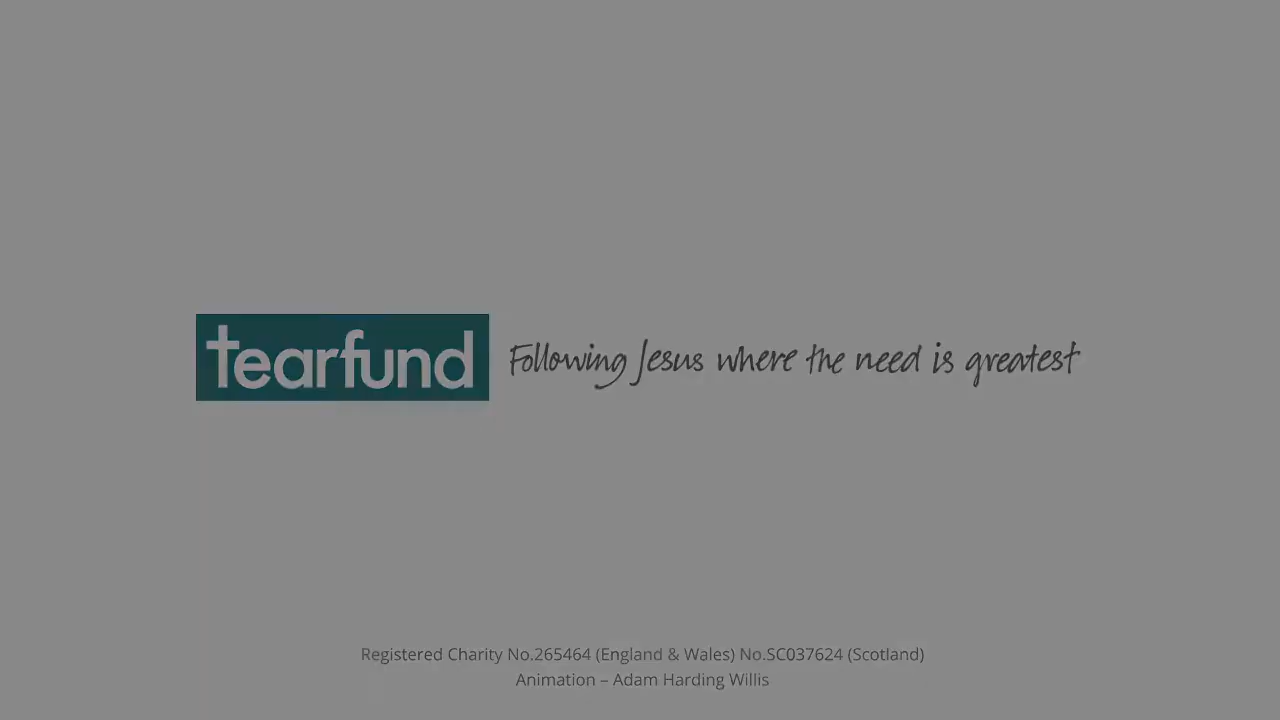 tearfund Following Jesus where the need is greatest
Registered Charity No.265464 (England & Wales) No.SC037624 (Scotland)
Animation – Adam Harding Willis